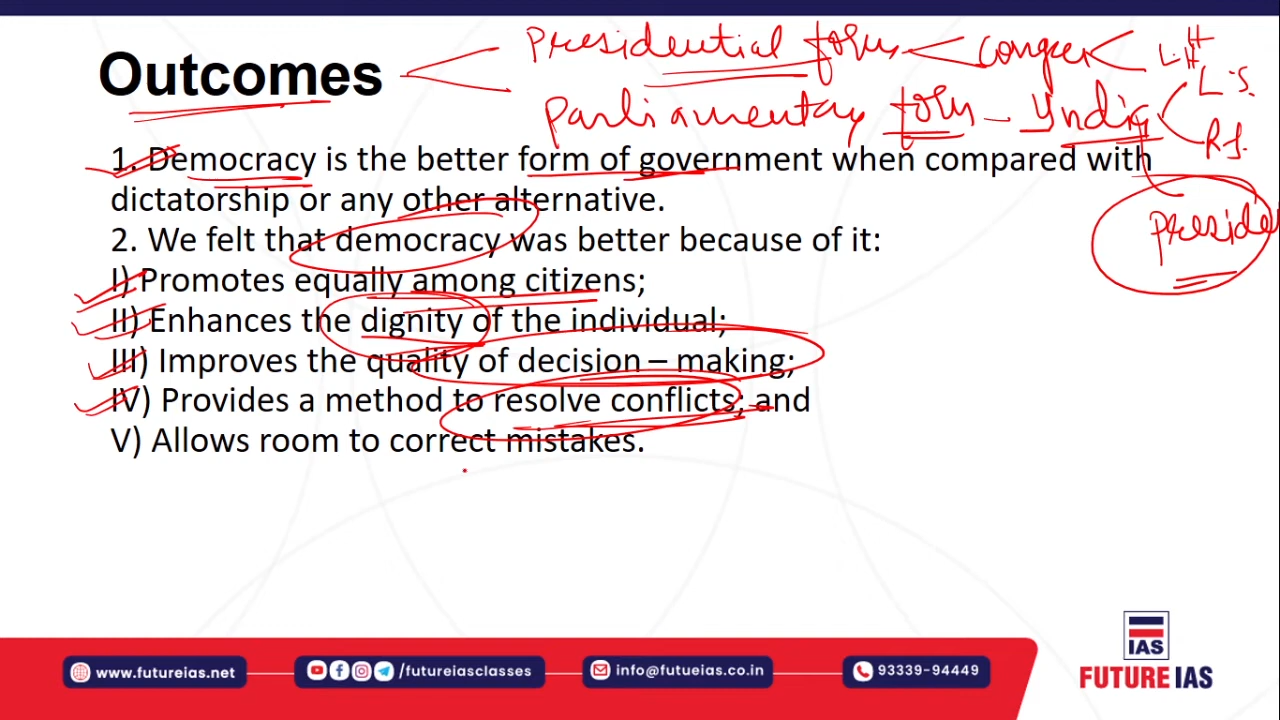 Presidential form
U.H
L.H
L.S.
Outcomes
Parliamentary form - India
R.S.
1. Democracy is the better form of government when compared with
dictatorship or any other alternative.
2. We felt that democracy was better because of it:
I) Promotes equally among citizens;
II) Enhances the dignity of the individual;
III) Improves the quality of decision – making;
IV) Provides a method to resolve conflicts; and
V) Allows room to correct mistakes.
IAS
FUTURE IAS
www.futureias.net
/futureiasclasses
info@futueias.co.in
93339-94449